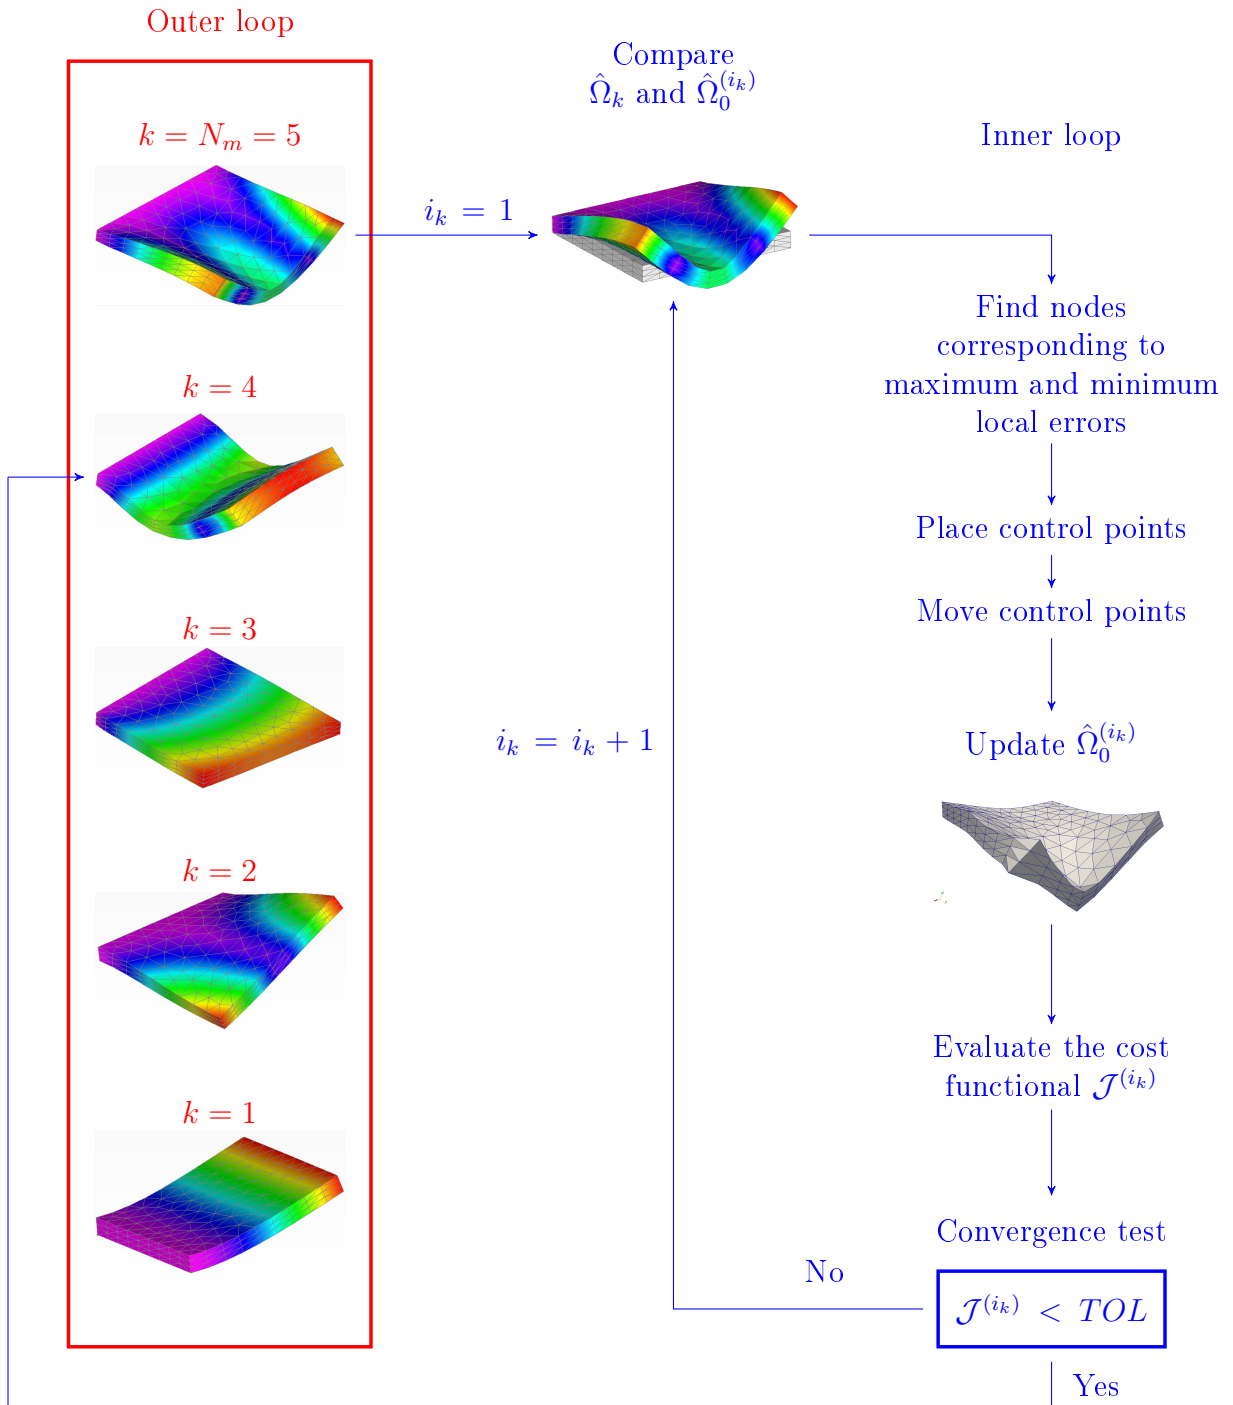 Outer loop
k = N_m = 5
k = 4
k = 3
k = 2
k = 1
i_k = 1
Compare
Ω̂_k and Ω̂_0^{(i_k)}
i_k = i_k + 1
Inner loop
Find nodes
corresponding to
maximum and minimum
local errors
Place control points
Move control points
Update Ω̂_0^{(i_k)}
Evaluate the cost
functional 𝒥^{(i_k)}
Convergence test
𝒥^{(i_k)} < TOL
No
Yes